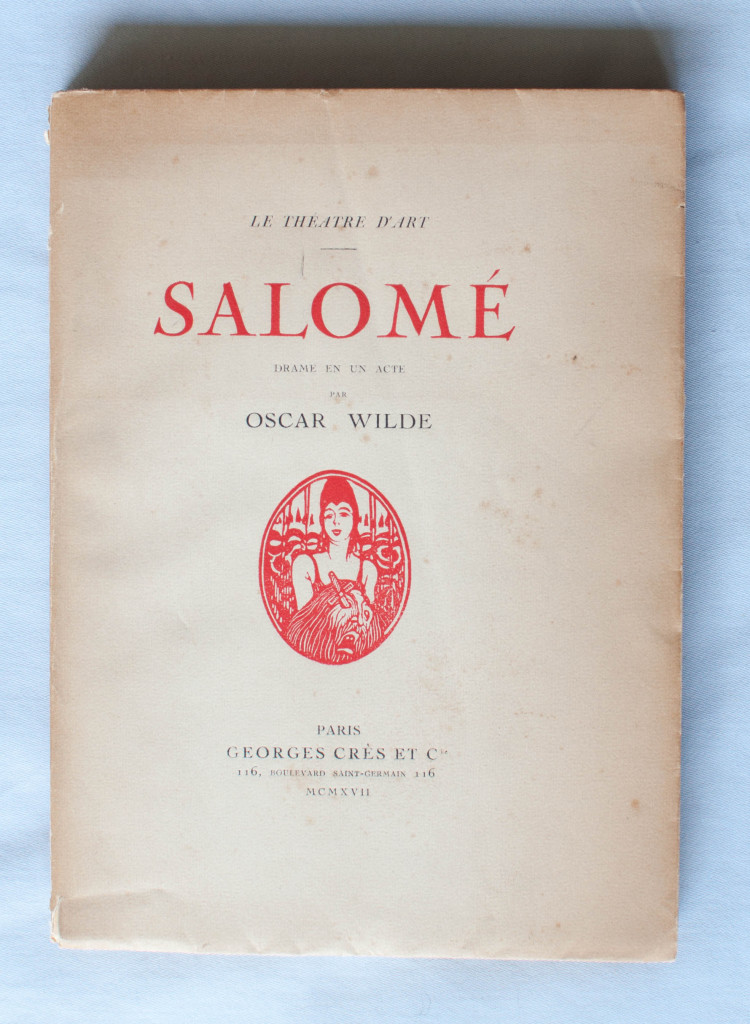 LE THÉATRE D'ART
SALOMÉ
DRAME EN UN ACTE
PAR
OSCAR WILDE
PARIS
GEORGES CRÈS ET Cie
116, BOULEVARD SAINT-GERMAIN 116
MCMXVII